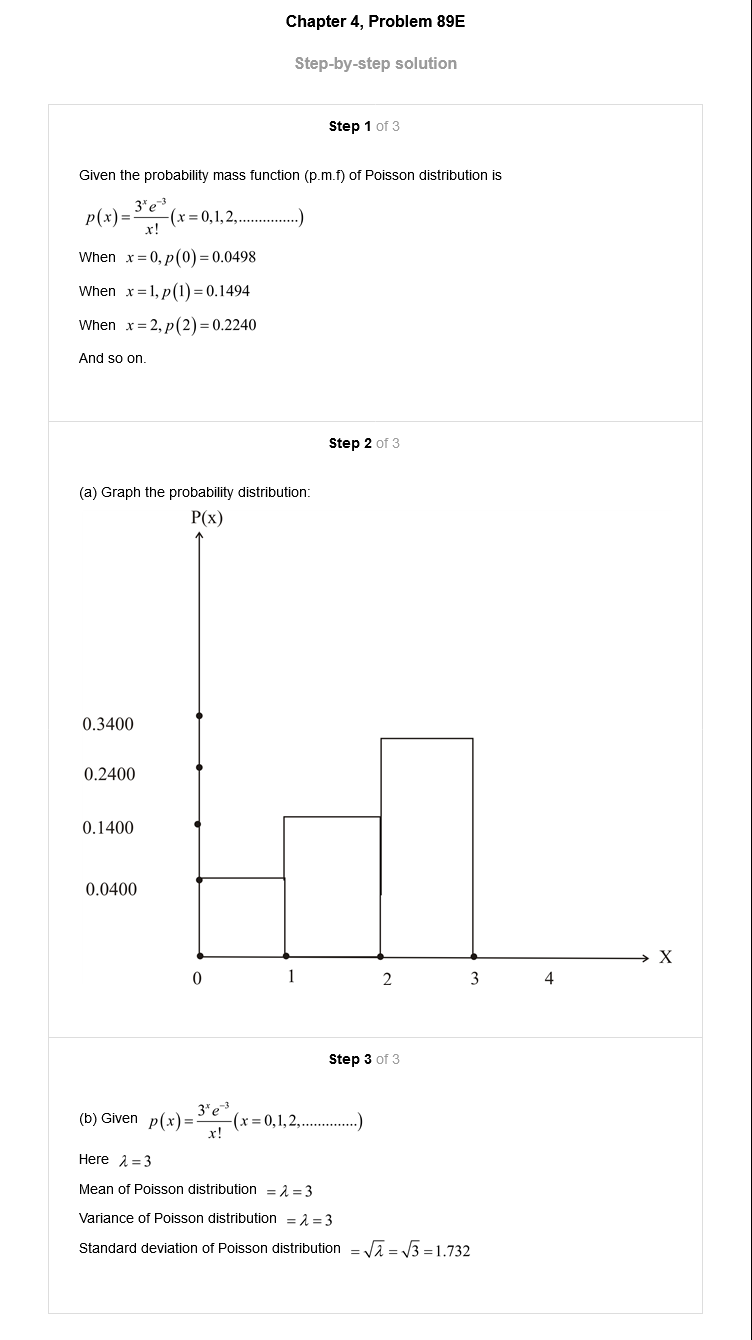 Chapter 4, Problem 89E
Step-by-step solution
Step 1 of 3
Given the probability mass function (p.m.f) of Poisson distribution is
p(x) = 3^x e^-3 / x! (x = 0,1,2,...............)
When x = 0, p(0) = 0.0498
When x = 1, p(1) = 0.1494
When x = 2, p(2) = 0.2240
And so on.
Step 2 of 3
(a) Graph the probability distribution:
P(x)
0.3400
0.2400
0.1400
0.0400
X
0 1 2 3 4
Step 3 of 3
(b) Given p(x) = 3^x e^-3 / x! (x = 0,1,2,..............)
Here λ = 3
Mean of Poisson distribution = λ = 3
Variance of Poisson distribution = λ = 3
Standard deviation of Poisson distribution = √λ = √3 = 1.732